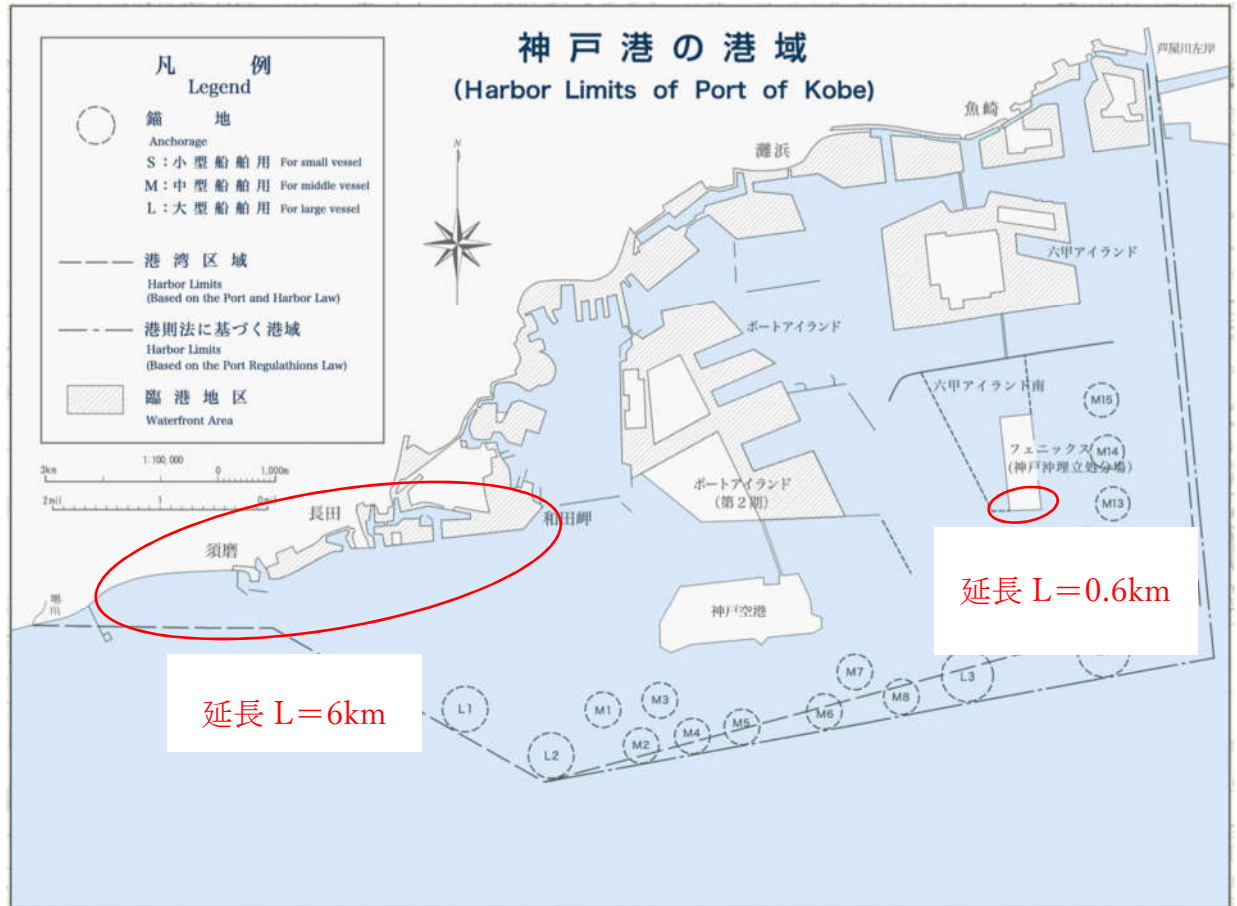 神戸港の港域
(Harbor Limits of Port of Kobe)
凡 例
Legend
錨 地
Anchorage
S：小型船舶用 For small vessel
M：中型船舶用 For middle vessel
L：大型船舶用 For large vessel
港湾区域
Harbor Limits
(Based on the Port and Harbor Law)
港則法に基づく港域
Harbor Limits
(Based on the Port Regulathions Law)
臨港地区
Waterfront Area
1:100,000
3km 0 1,000m
2mil 1 0mil
N
芦屋川左岸
魚崎
灘浜
六甲アイランド
ポートアイランド
六甲アイランド南
M15
フェニックス
(神戸沖埋立処分場)
M14
M13
ポートアイランド
(第2期)
長田
和田岬
須磨
神戸空港
延長 L＝0.6km
延長 L＝6km
L1
M1
M3
M7
L3
M8
M6
M5
M4
M2
L2